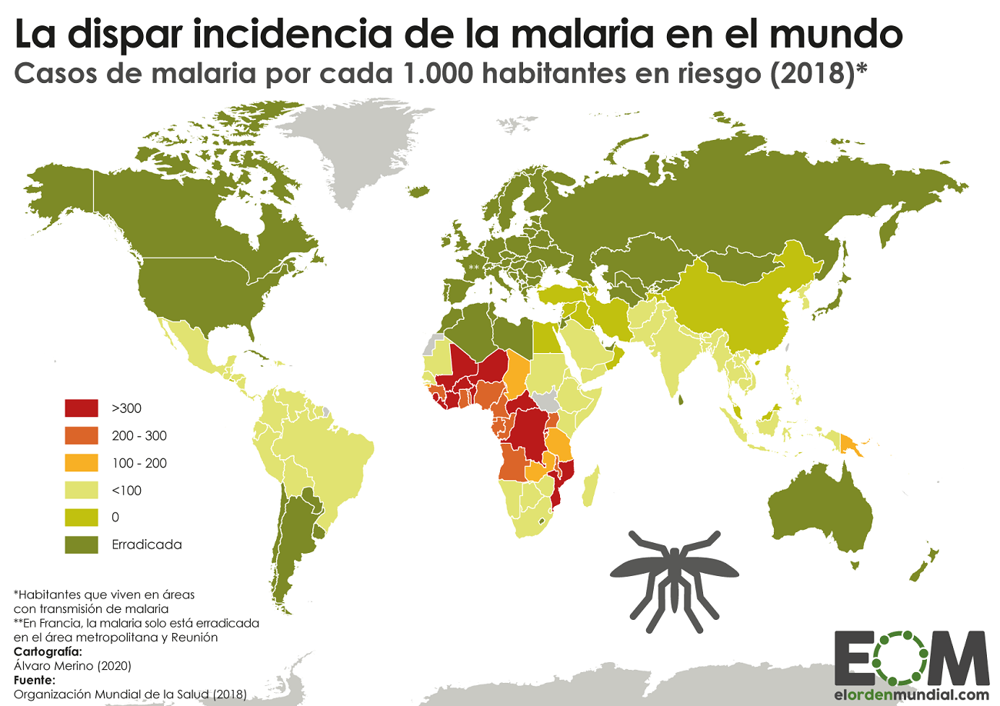 La dispar incidencia de la malaria en el mundo
Casos de malaria por cada 1.000 habitantes en riesgo (2018)*
**
>300
200 - 300
100 - 200
<100
0
Erradicada
*Habitantes que viven en áreas
con transmisión de malaria
**En Francia, la malaria solo está erradicada
en el área metropolitana y Reunión
Cartografía:
Álvaro Merino (2020)
Fuente:
Organización Mundial de la Salud (2018)
EOM
elordenmundial.com